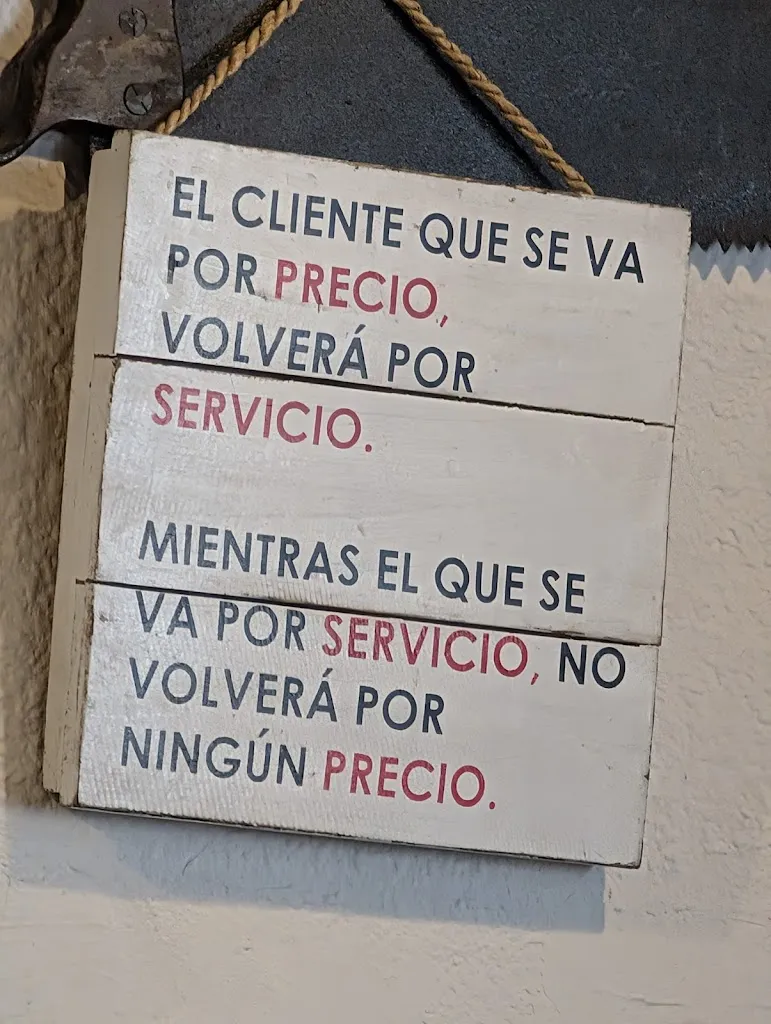 EL CLIENTE QUE SE VA
POR PRECIO,
VOLVERÁ POR
SERVICIO.
MIENTRAS EL QUE SE
VA POR SERVICIO, NO
VOLVERÁ POR
NINGÚN PRECIO.